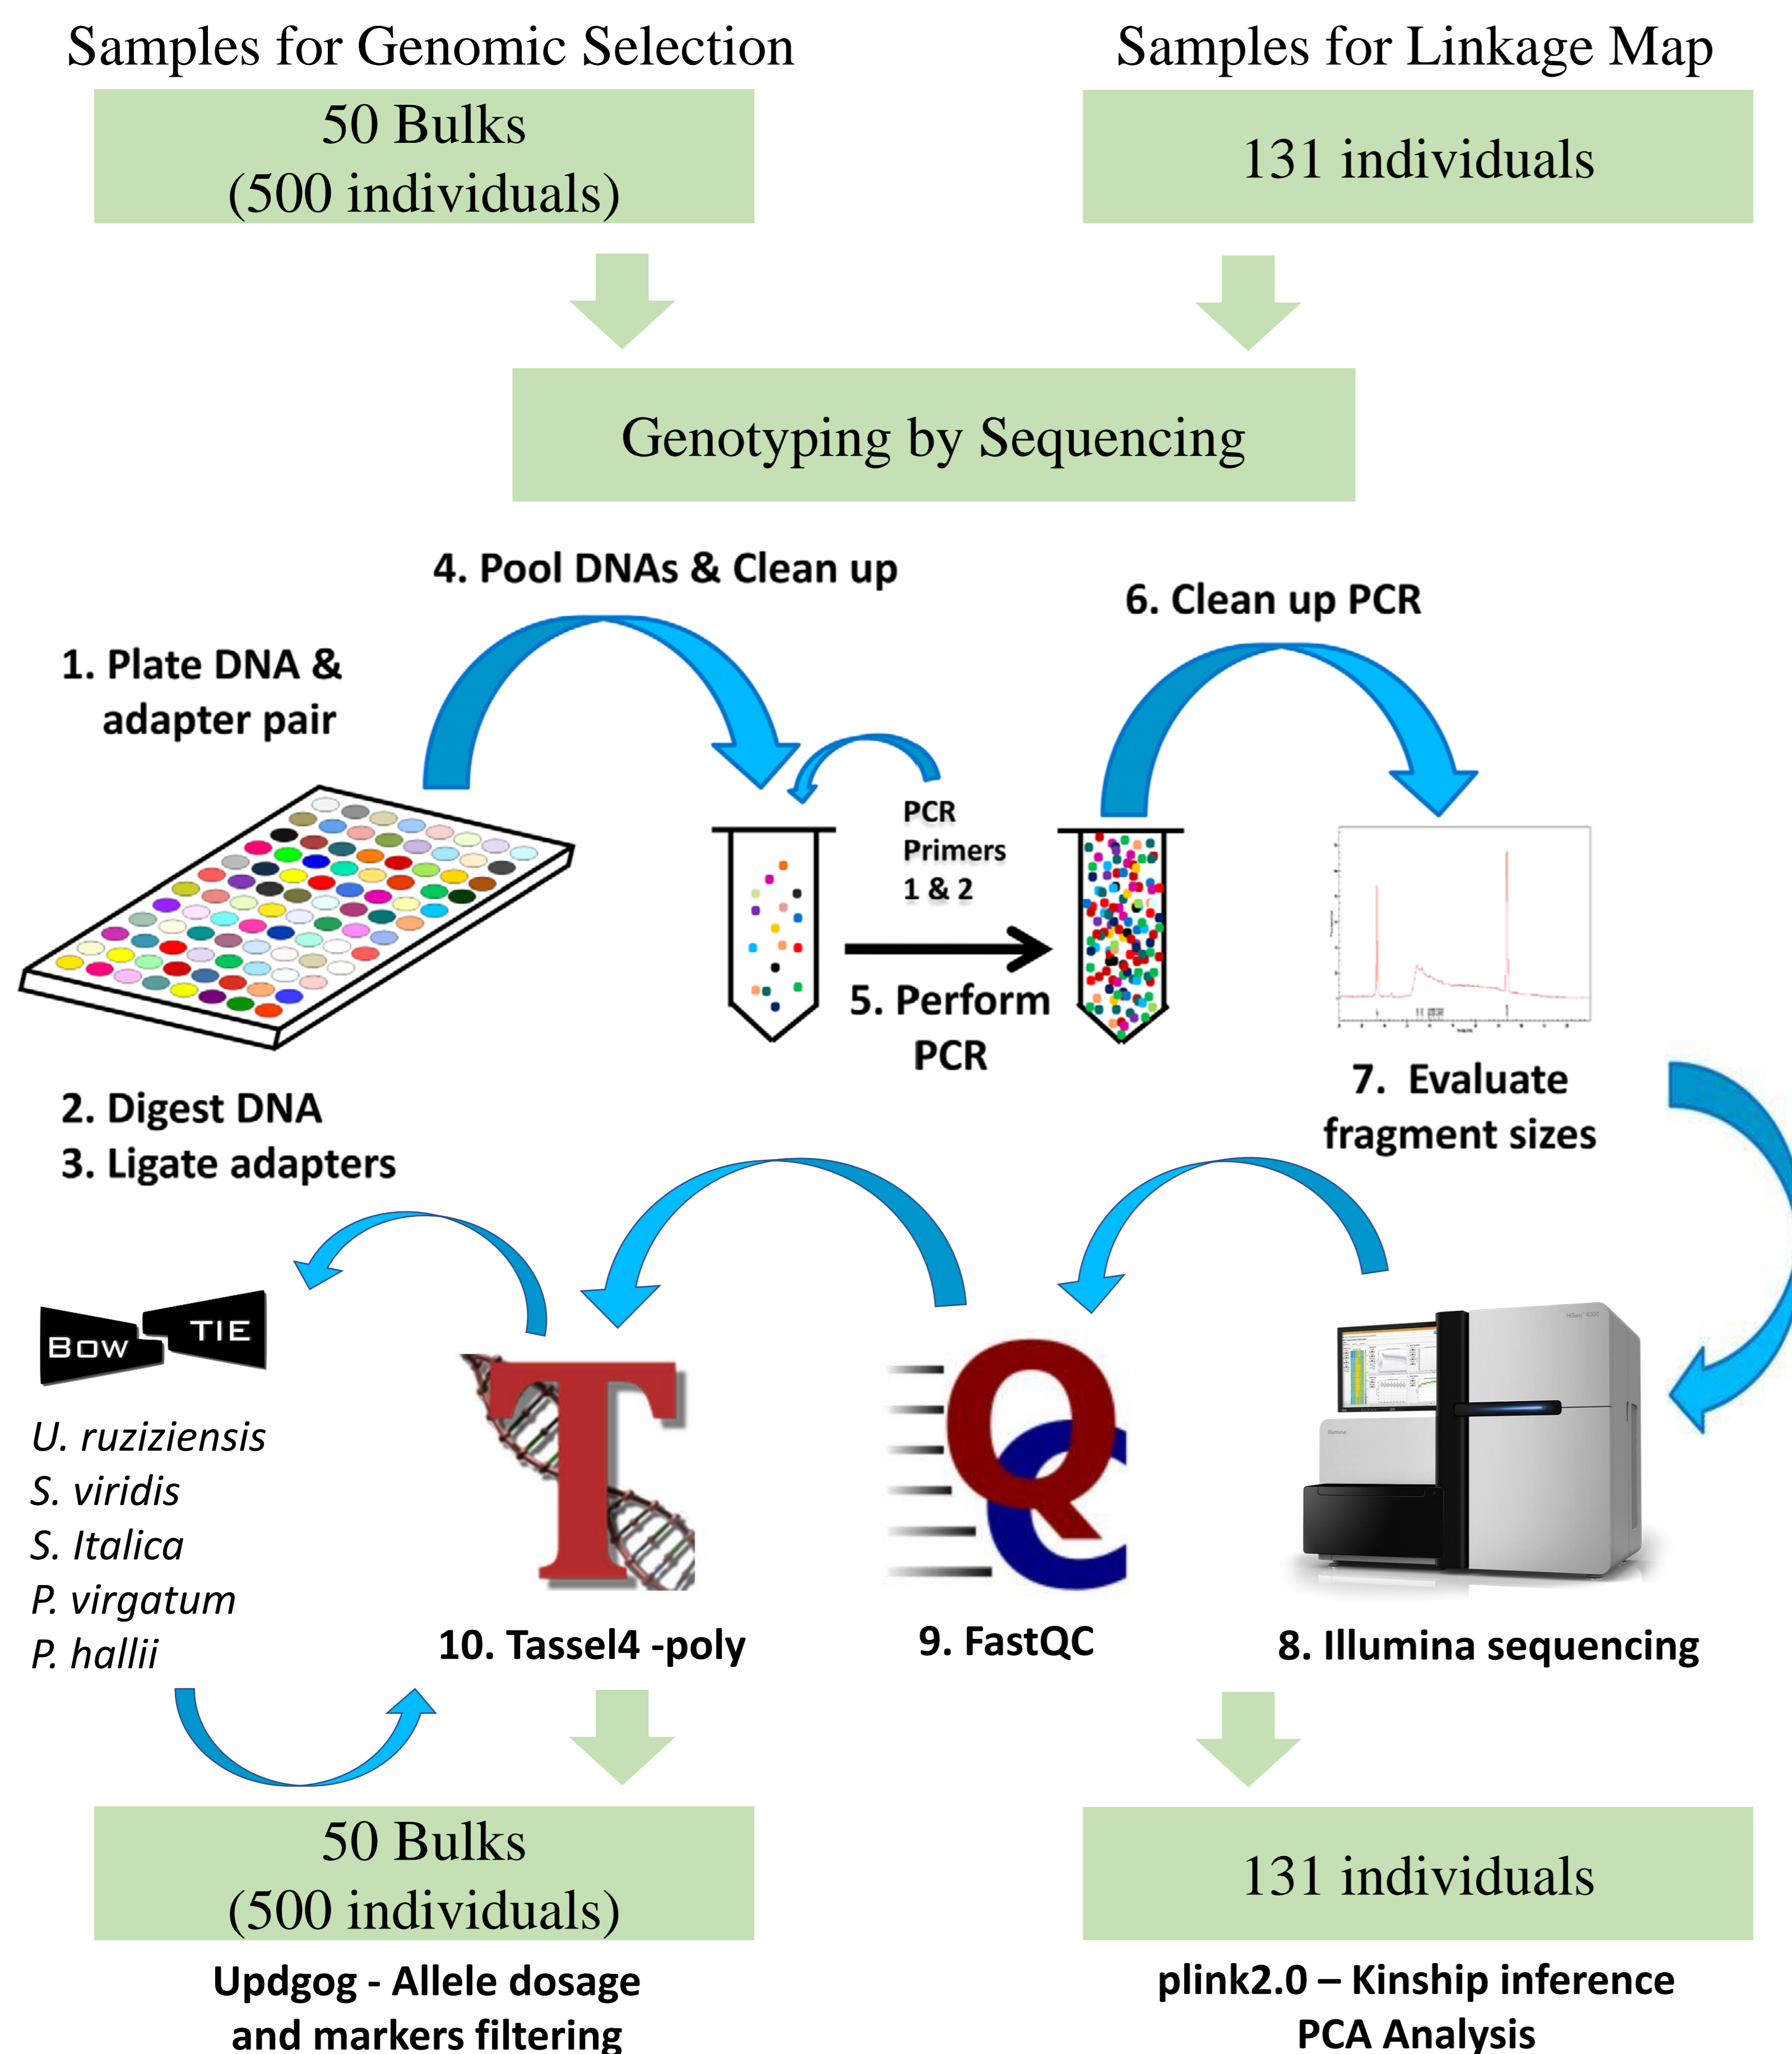 Samples for Genomic Selection
Samples for Linkage Map
50 Bulks
(500 individuals)
131 individuals
Genotyping by Sequencing
4. Pool DNAs & Clean up
6. Clean up PCR
1. Plate DNA &
adapter pair
PCR
Primers
1 & 2
5. Perform
PCR
7. Evaluate
fragment sizes
2. Digest DNA
3. Ligate adapters
BOW TIE
U. ruziziensis
S. viridis
S. Italica
P. virgatum
P. hallii
T
10. Tassel4 -poly
QC
9. FastQC
HiSeq 4000
illumina
8. Illumina sequencing
50 Bulks
(500 individuals)
131 individuals
Updgog - Allele dosage
and markers filtering
plink2.0 – Kinship inference
PCA Analysis